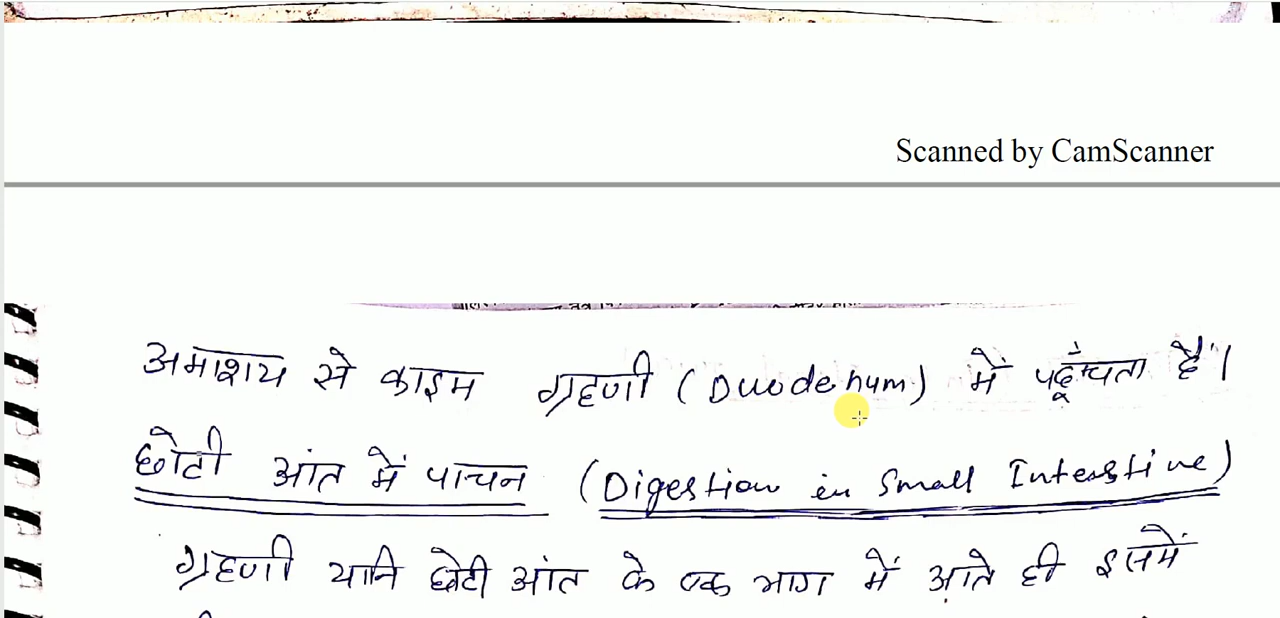 Scanned by CamScanner
अमाशय से काइम ग्रहणी (Duodenum) में पहुँचता है।
छोटी आंत में पाचन (Digestion in Small Intestine)
ग्रहणी यानि छोटी आंत के एक भाग में आते ही इसमें